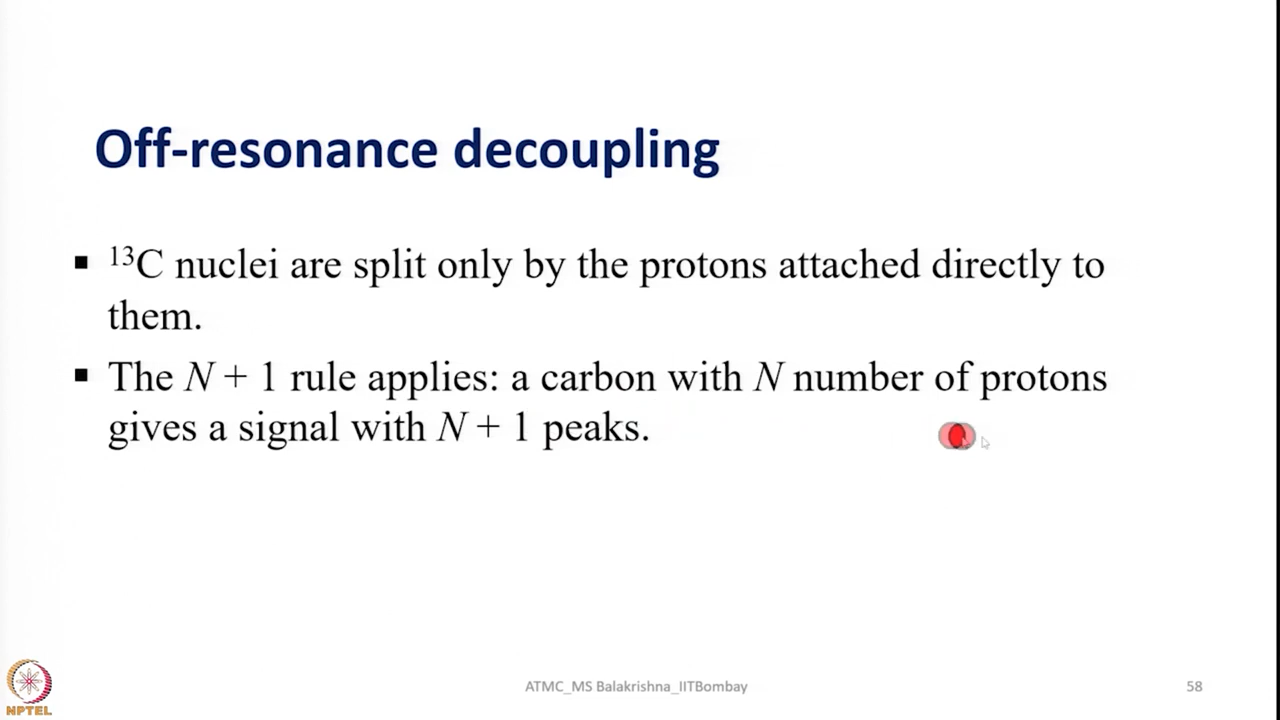 Off-resonance decoupling
▪ ¹³C nuclei are split only by the protons attached directly to
them.
▪ The N + 1 rule applies: a carbon with N number of protons
gives a signal with N + 1 peaks.
NPTEL
ATMC_MS Balakrishna_IITBombay
58